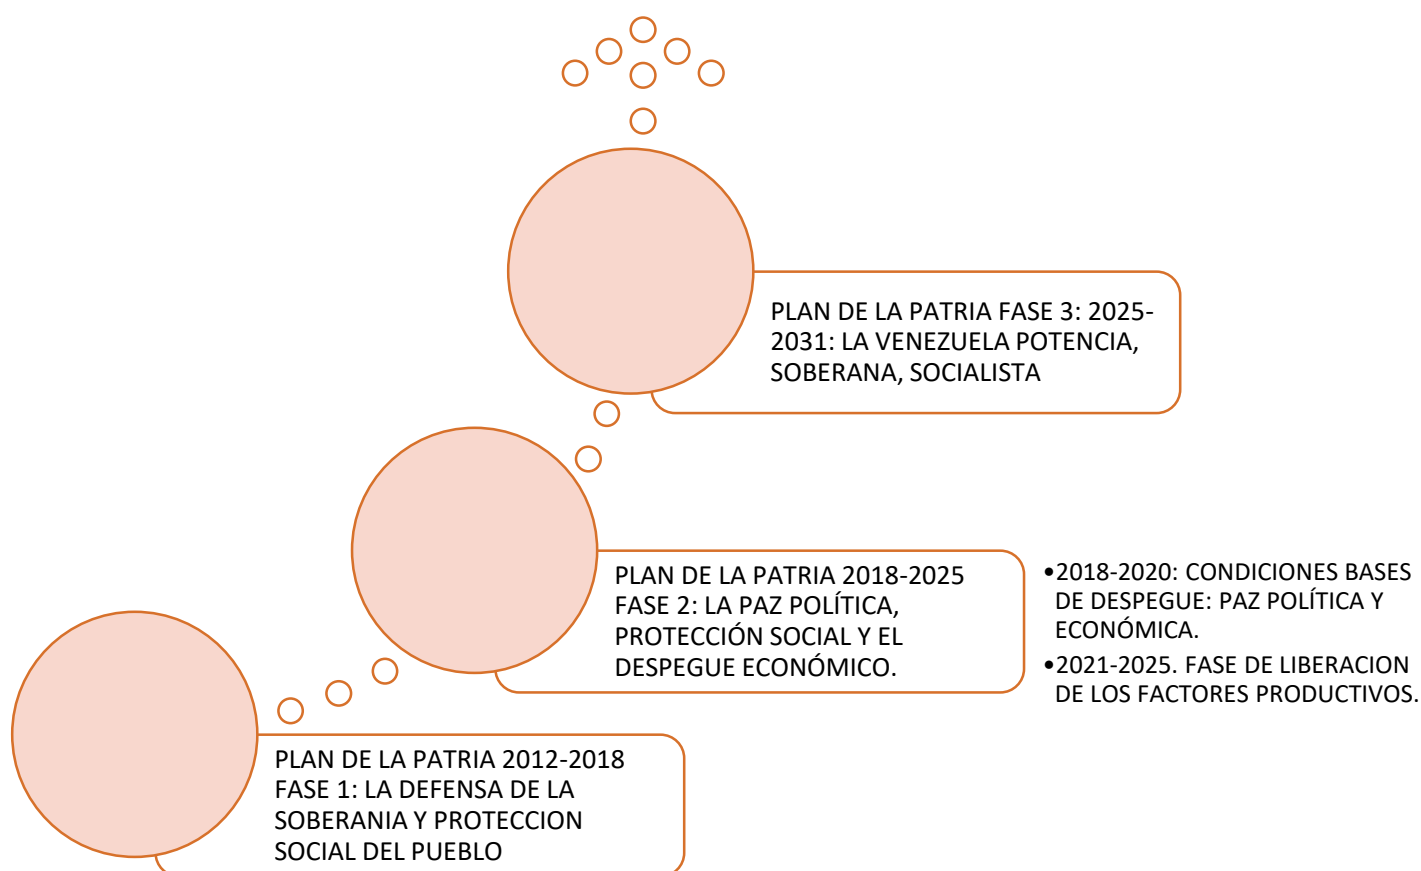 PLAN DE LA PATRIA FASE 3: 2025-
2031: LA VENEZUELA POTENCIA,
SOBERANA, SOCIALISTA
PLAN DE LA PATRIA 2018-2025
FASE 2: LA PAZ POLÍTICA,
PROTECCIÓN SOCIAL Y EL
DESPEGUE ECONÓMICO.
•2018-2020: CONDICIONES BASES
DE DESPEGUE: PAZ POLÍTICA Y
ECONÓMICA.
•2021-2025. FASE DE LIBERACION
DE LOS FACTORES PRODUCTIVOS.
PLAN DE LA PATRIA 2012-2018
FASE 1: LA DEFENSA DE LA
SOBERANIA Y PROTECCION
SOCIAL DEL PUEBLO